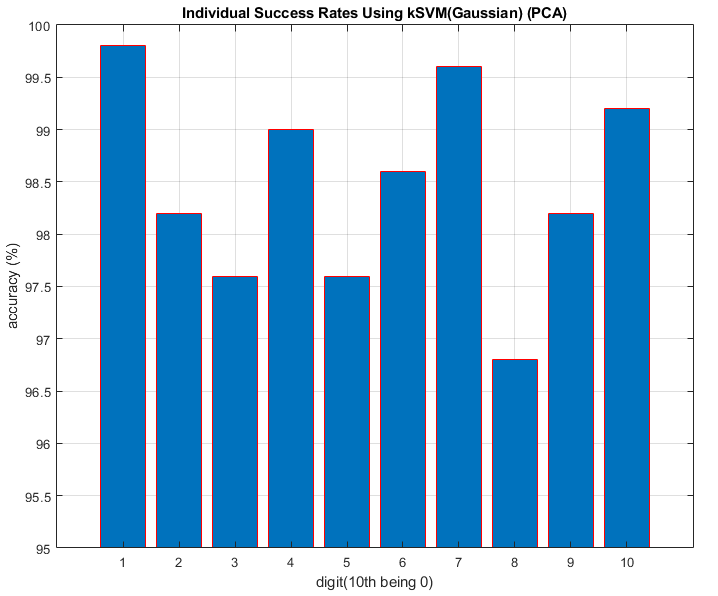 Individual Success Rates Using kSVM(Gaussian) (PCA)
100
99.5
99
98.5
98
97.5
97
96.5
96
95.5
95
accuracy (%)
1 2 3 4 5 6 7 8 9 10
digit(10th being 0)